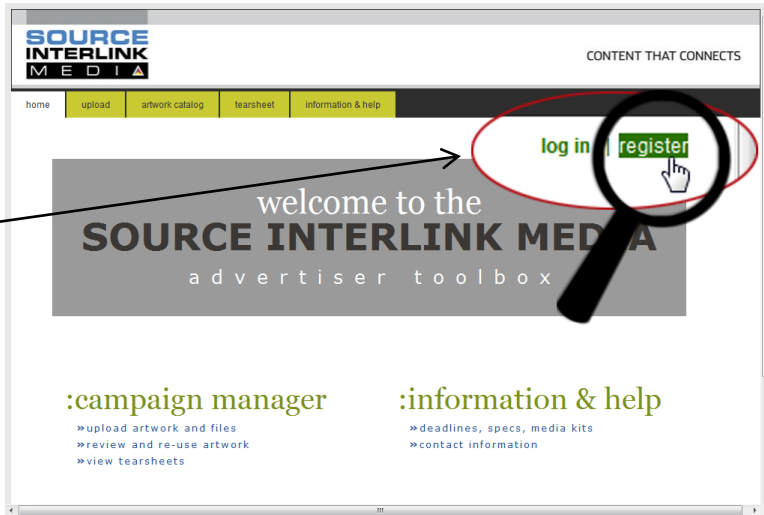 SOURCE
INTERLINK
MEDIA
CONTENT THAT CONNECTS
home upload artwork catalog tearsheet information & help
log in | register
welcome to the
SOURCE INTERLINK MEDIA
advertiser toolbox
:campaign manager
»upload artwork and files
»review and re-use artwork
»view tearsheets
:information & help
»deadlines, specs, media kits
»contact information